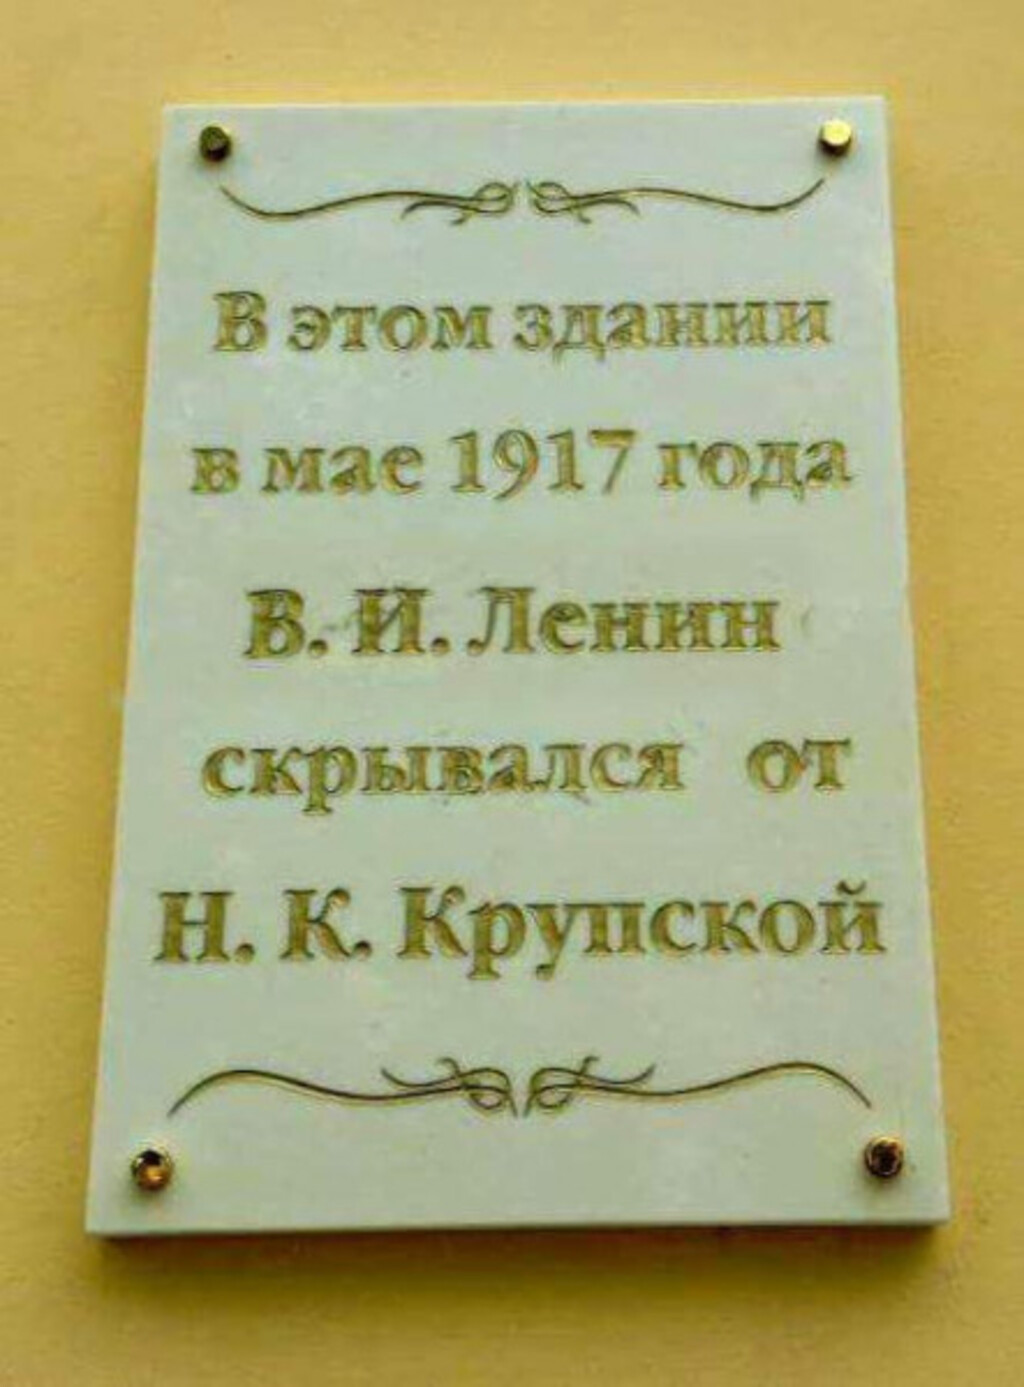 В этом здании
в мае 1917 года
В. И. Ленин
скрывался от
Н. К. Крупской